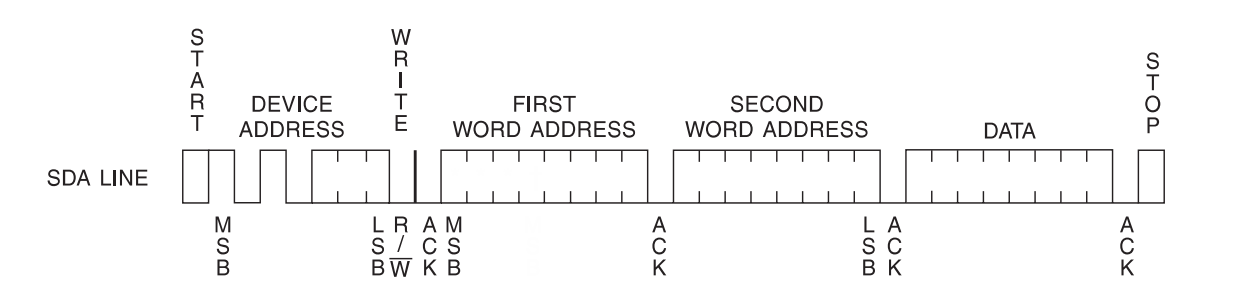 START
WRITE
STOP
DEVICE
ADDRESS
FIRST
WORD ADDRESS
SECOND
WORD ADDRESS
DATA
SDA LINE
MSB
LSB
R/W̅
ACK
MSB
ACK
LSB
ACK
ACK